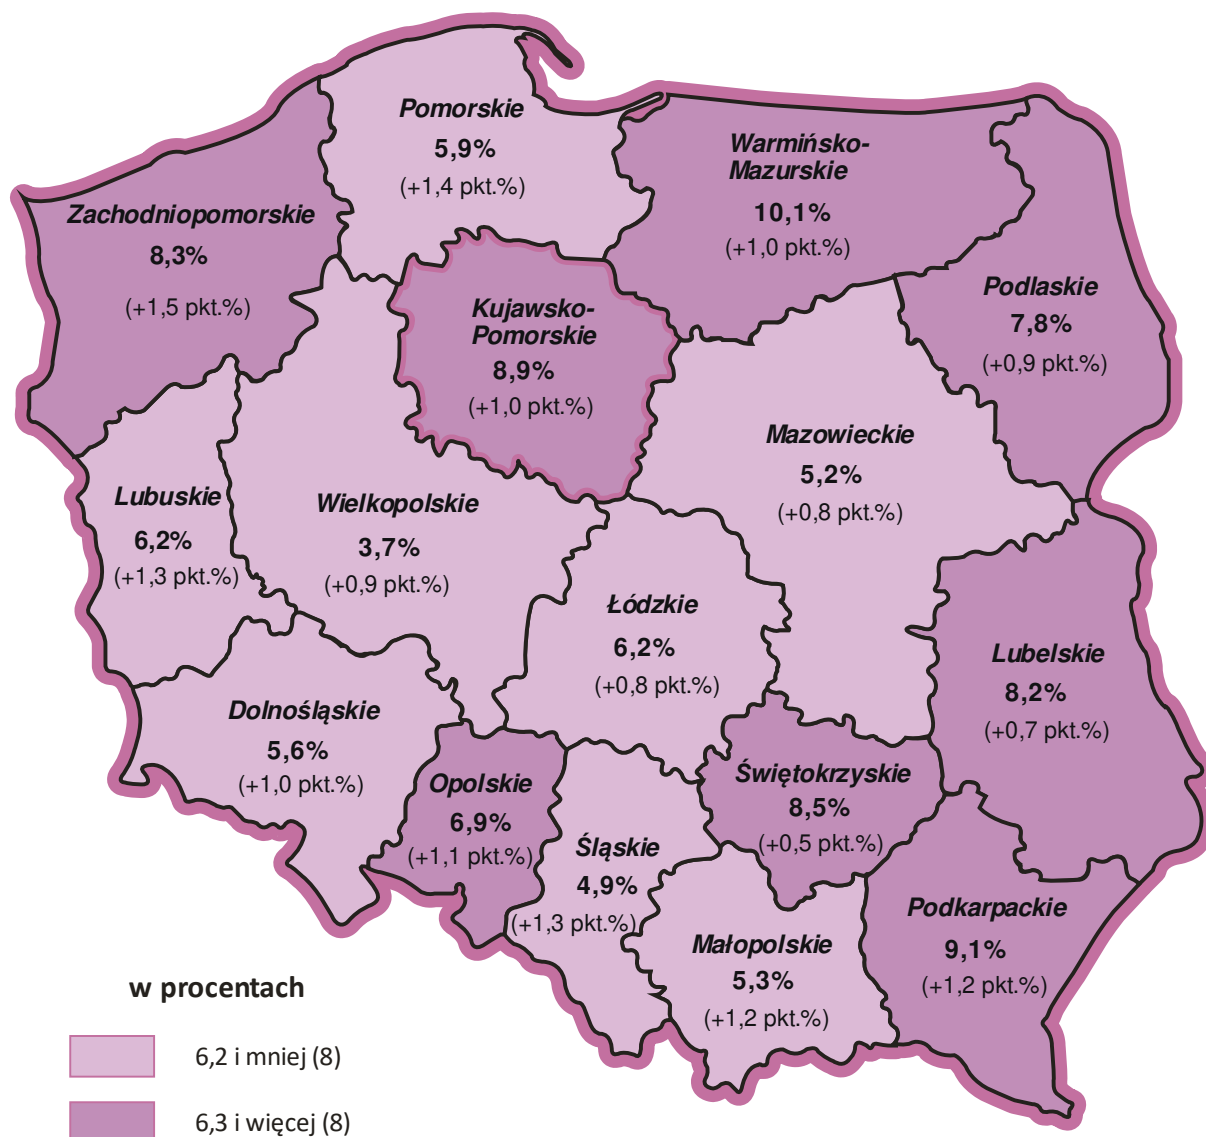 Pomorskie
5,9%
(+1,4 pkt.%)
Warmińsko-
Mazurskie
10,1%
(+1,0 pkt.%)
Zachodniopomorskie
8,3%
(+1,5 pkt.%)
Podlaskie
7,8%
(+0,9 pkt.%)
Kujawsko-
Pomorskie
8,9%
(+1,0 pkt.%)
Mazowieckie
5,2%
(+0,8 pkt.%)
Lubuskie
6,2%
(+1,3 pkt.%)
Wielkopolskie
3,7%
(+0,9 pkt.%)
Łódzkie
6,2%
(+0,8 pkt.%)
Lubelskie
8,2%
(+0,7 pkt.%)
Dolnośląskie
5,6%
(+1,0 pkt.%)
Opolskie
6,9%
(+1,1 pkt.%)
Śląskie
4,9%
(+1,3 pkt.%)
Świętokrzyskie
8,5%
(+0,5 pkt.%)
Małopolskie
5,3%
(+1,2 pkt.%)
Podkarpackie
9,1%
(+1,2 pkt.%)
w procentach
6,2 i mniej (8)
6,3 i więcej (8)